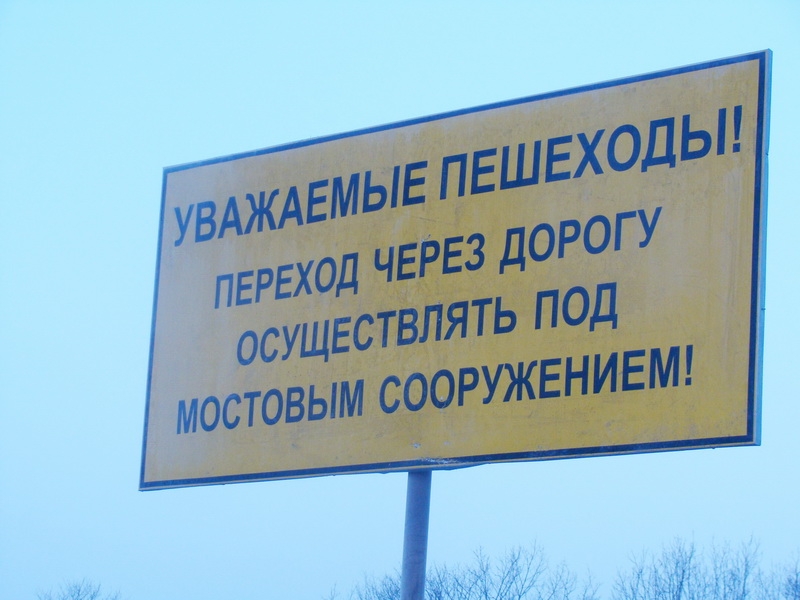 УВАЖАЕМЫЕ ПЕШЕХОДЫ!
ПЕРЕХОД ЧЕРЕЗ ДОРОГУ
ОСУЩЕСТВЛЯТЬ ПОД
МОСТОВЫМ СООРУЖЕНИЕМ!